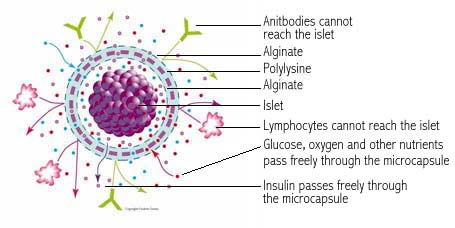 Anitbodies cannot
reach the islet
Alginate
Polylysine
Alginate
Islet
Lymphocytes cannot reach the islet
Glucose, oxygen and other nutrients
pass freely through the microcapsule
Insulin passes freely through
the microcapsule